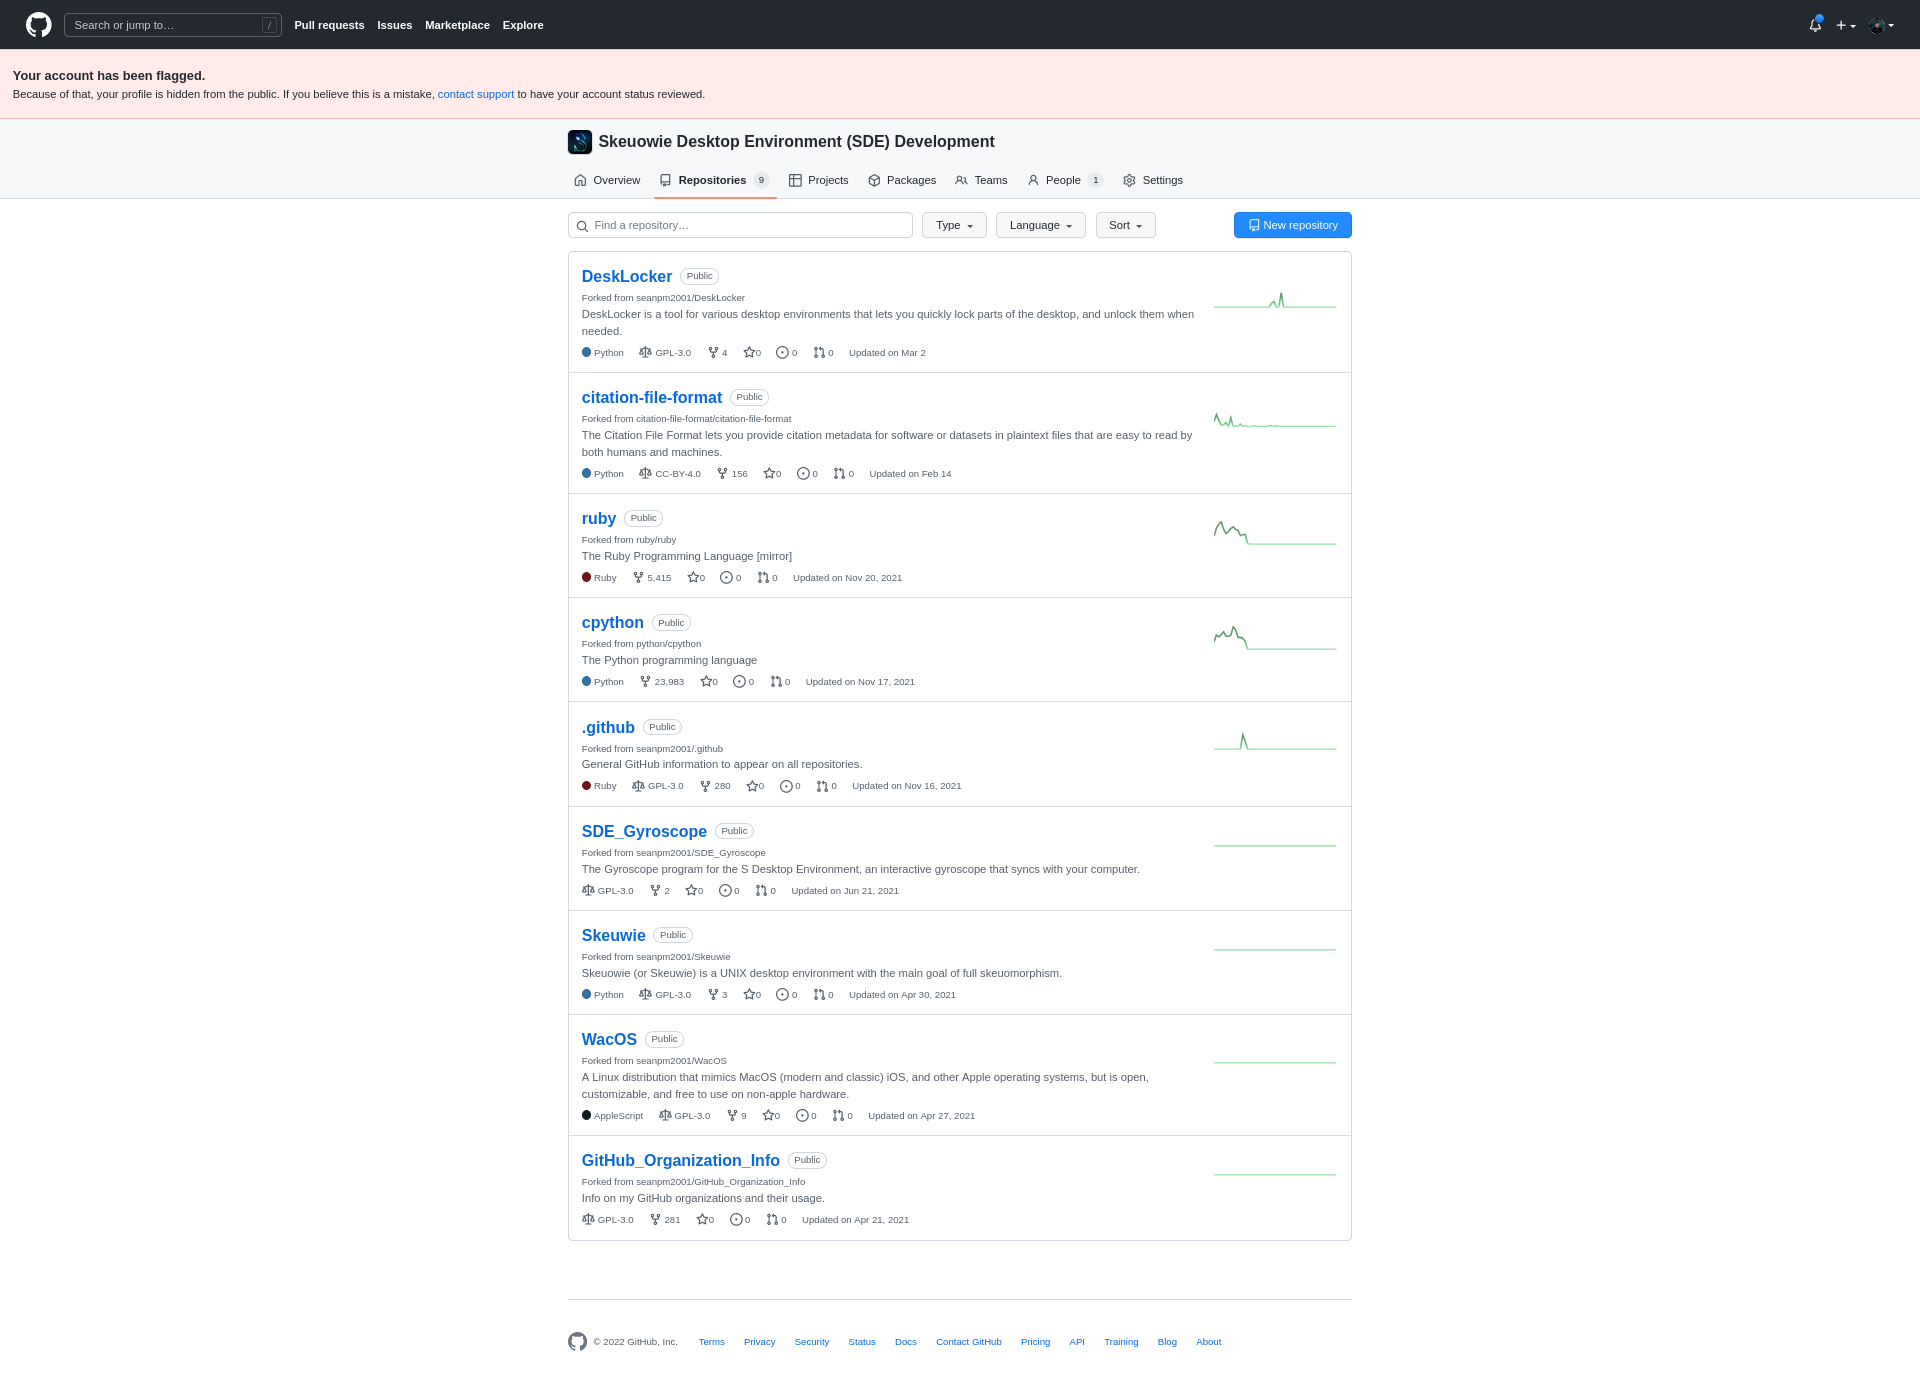 Search or jump to… /
Pull requests Issues Marketplace Explore
Your account has been flagged.
Because of that, your profile is hidden from the public. If you believe this is a mistake, contact support to have your account status reviewed.
Skeuowie Desktop Environment (SDE) Development
Overview Repositories 9 Projects Packages Teams People 1 Settings
Find a repository… Type Language Sort New repository
DeskLocker Public
Forked from seanpm2001/DeskLocker
DeskLocker is a tool for various desktop environments that lets you quickly lock parts of the desktop, and unlock them when
needed.
Python GPL-3.0 4 0 0 0 Updated on Mar 2
citation-file-format Public
Forked from citation-file-format/citation-file-format
The Citation File Format lets you provide citation metadata for software or datasets in plaintext files that are easy to read by
both humans and machines.
Python CC-BY-4.0 156 0 0 0 Updated on Feb 14
ruby Public
Forked from ruby/ruby
The Ruby Programming Language [mirror]
Ruby 5,415 0 0 0 Updated on Nov 20, 2021
cpython Public
Forked from python/cpython
The Python programming language
Python 23,983 0 0 0 Updated on Nov 17, 2021
.github Public
Forked from seanpm2001/.github
General GitHub information to appear on all repositories.
Ruby GPL-3.0 280 0 0 0 Updated on Nov 16, 2021
SDE_Gyroscope Public
Forked from seanpm2001/SDE_Gyroscope
The Gyroscope program for the S Desktop Environment, an interactive gyroscope that syncs with your computer.
GPL-3.0 2 0 0 0 Updated on Jun 21, 2021
Skeuwie Public
Forked from seanpm2001/Skeuwie
Skeuowie (or Skeuwie) is a UNIX desktop environment with the main goal of full skeuomorphism.
Python GPL-3.0 3 0 0 0 Updated on Apr 30, 2021
WacOS Public
Forked from seanpm2001/WacOS
A Linux distribution that mimics MacOS (modern and classic) iOS, and other Apple operating systems, but is open,
customizable, and free to use on non-apple hardware.
AppleScript GPL-3.0 9 0 0 0 Updated on Apr 27, 2021
GitHub_Organization_Info Public
Forked from seanpm2001/GitHub_Organization_Info
Info on my GitHub organizations and their usage.
GPL-3.0 281 0 0 0 Updated on Apr 21, 2021
© 2022 GitHub, Inc. Terms Privacy Security Status Docs Contact GitHub Pricing API Training Blog About